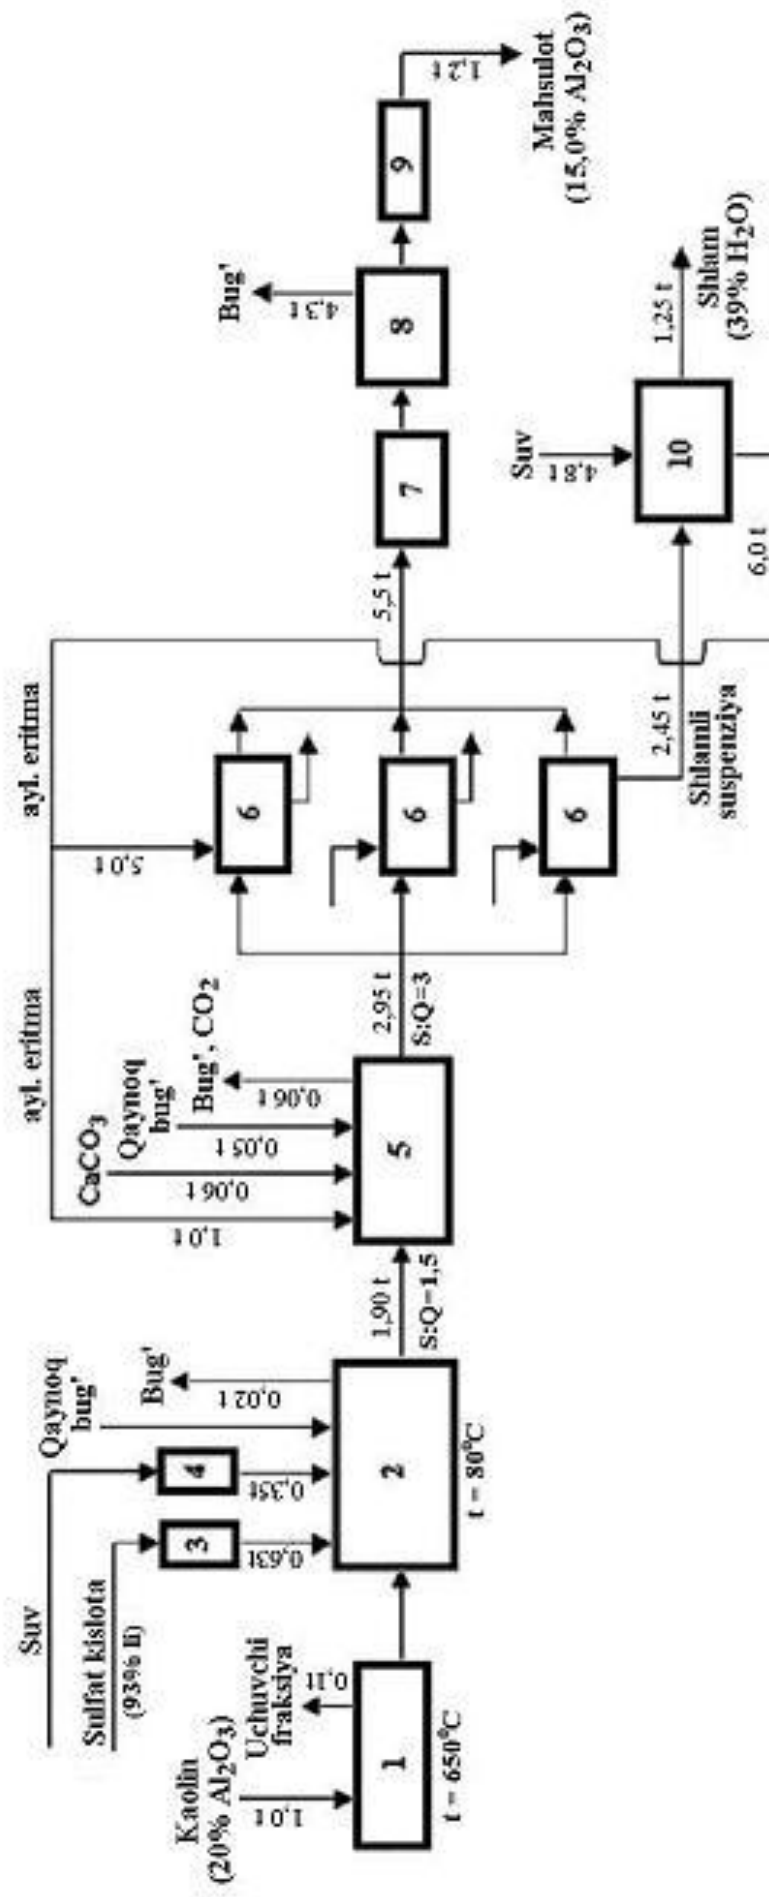 Suv
Sulfat kislota
(93% li)
Kaolin
(20% Al₂O₃)
1,0 t
Uchuvchi
fraksiya
0,1t
1
t = 650⁰C
3
0,63t
4
0,35t
Qaynoq
bug'
Bug'
0,02 t
2
t = 80⁰C
1,90 t
S:Q=1,5
ayl. eritma
1,0 t
CaCO₃
0,06 t
Qaynoq
bug'
0,05 t
Bug', CO₂
0,06 t
5
2,95 t
S:Q=3
ayl. eritma
5,0 t
6
6
6
5,5 t
2,45 t
Shlamli
suspenziya
7
Bug'
4,3 t
8
9
1,2 t
Mahsulot
(15,0% Al₂O₃)
Suv
4,8 t
10
1,25 t
Shlam
(39% H₂O)
6,0 t